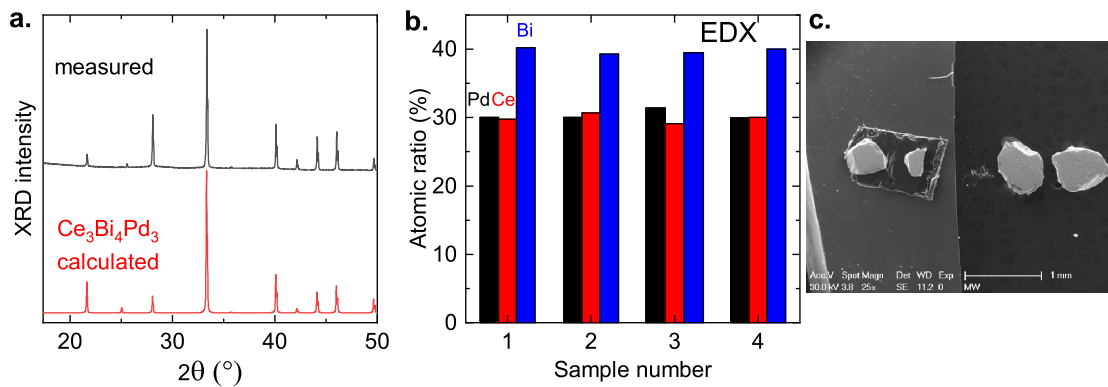 a.
XRD intensity
measured
Ce₃Bi₄Pd₃
calculated
20 30 40 50
2θ (°)
b.
Atomic ratio (%)
40
30
20
10
0
Bi
EDX
Pd Ce
1 2 3 4
Sample number
c.
Acc.V Spot Magn Det WD Exp
30.0 kV 3.8 25x SE 11.2 0
1 mm
MW